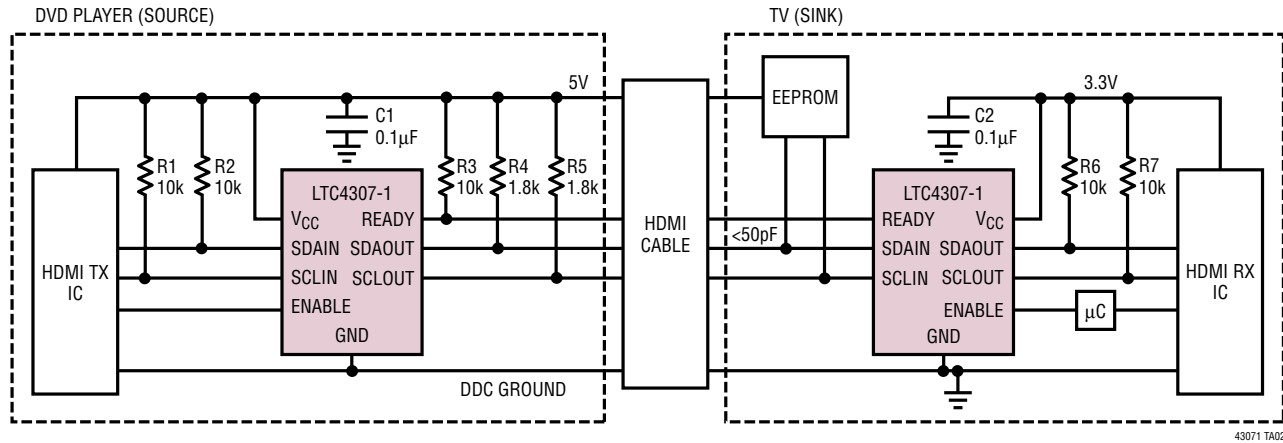 DVD PLAYER (SOURCE)
TV (SINK)
5V
3.3V
EEPROM
C1
0.1µF
C2
0.1µF
R1
10k
R2
10k
R3
10k
R4
1.8k
R5
1.8k
R6
10k
R7
10k
HDMI TX
IC
LTC4307-1
VCC READY
SDAIN SDAOUT
SCLIN SCLOUT
ENABLE
GND
HDMI
CABLE
<50pF
LTC4307-1
READY VCC
SDAIN SDAOUT
SCLIN SCLOUT
ENABLE
GND
µC
HDMI RX
IC
DDC GROUND
43071 TA02